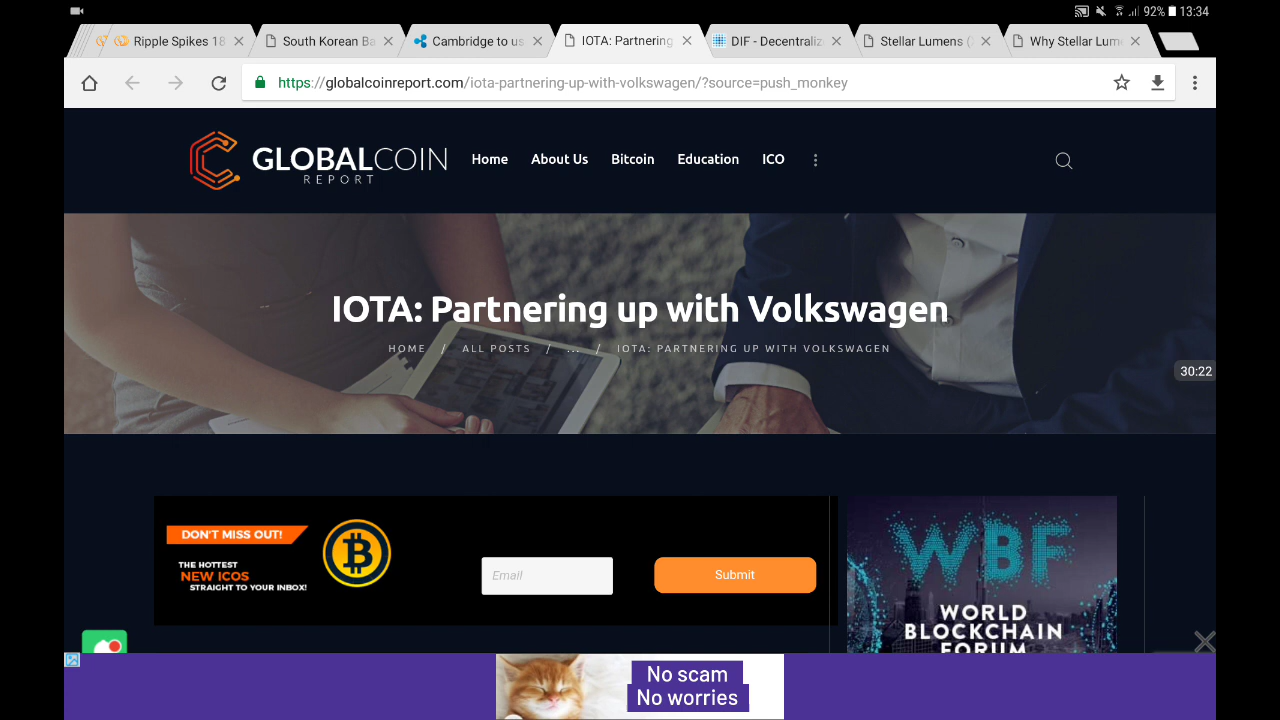 92% 13:34
Ripple Spikes 18
South Korean Ba
Cambridge to us
IOTA: Partnering
DIF - Decentraliz
Stellar Lumens (
Why Stellar Lum
https://globalcoinreport.com/iota-partnering-up-with-volkswagen/?source=push_monkey
GLOBALCOIN
REPORT
Home About Us Bitcoin Education ICO
IOTA: Partnering up with Volkswagen
HOME / ALL POSTS / ... / IOTA: PARTNERING UP WITH VOLKSWAGEN
30:22
DON'T MISS OUT!
THE HOTTEST
NEW ICOS
STRAIGHT TO YOUR INBOX!
Email
Submit
WBF
WORLD
BLOCKCHAIN
FORUM
No scam
No worries